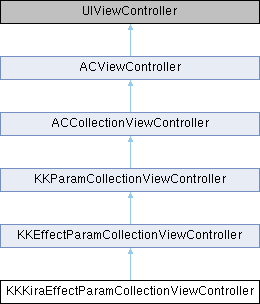 UIViewController
ACViewController
ACCollectionViewController
KKParamCollectionViewController
KKEffectParamCollectionViewController
KKKiraEffectParamCollectionViewController